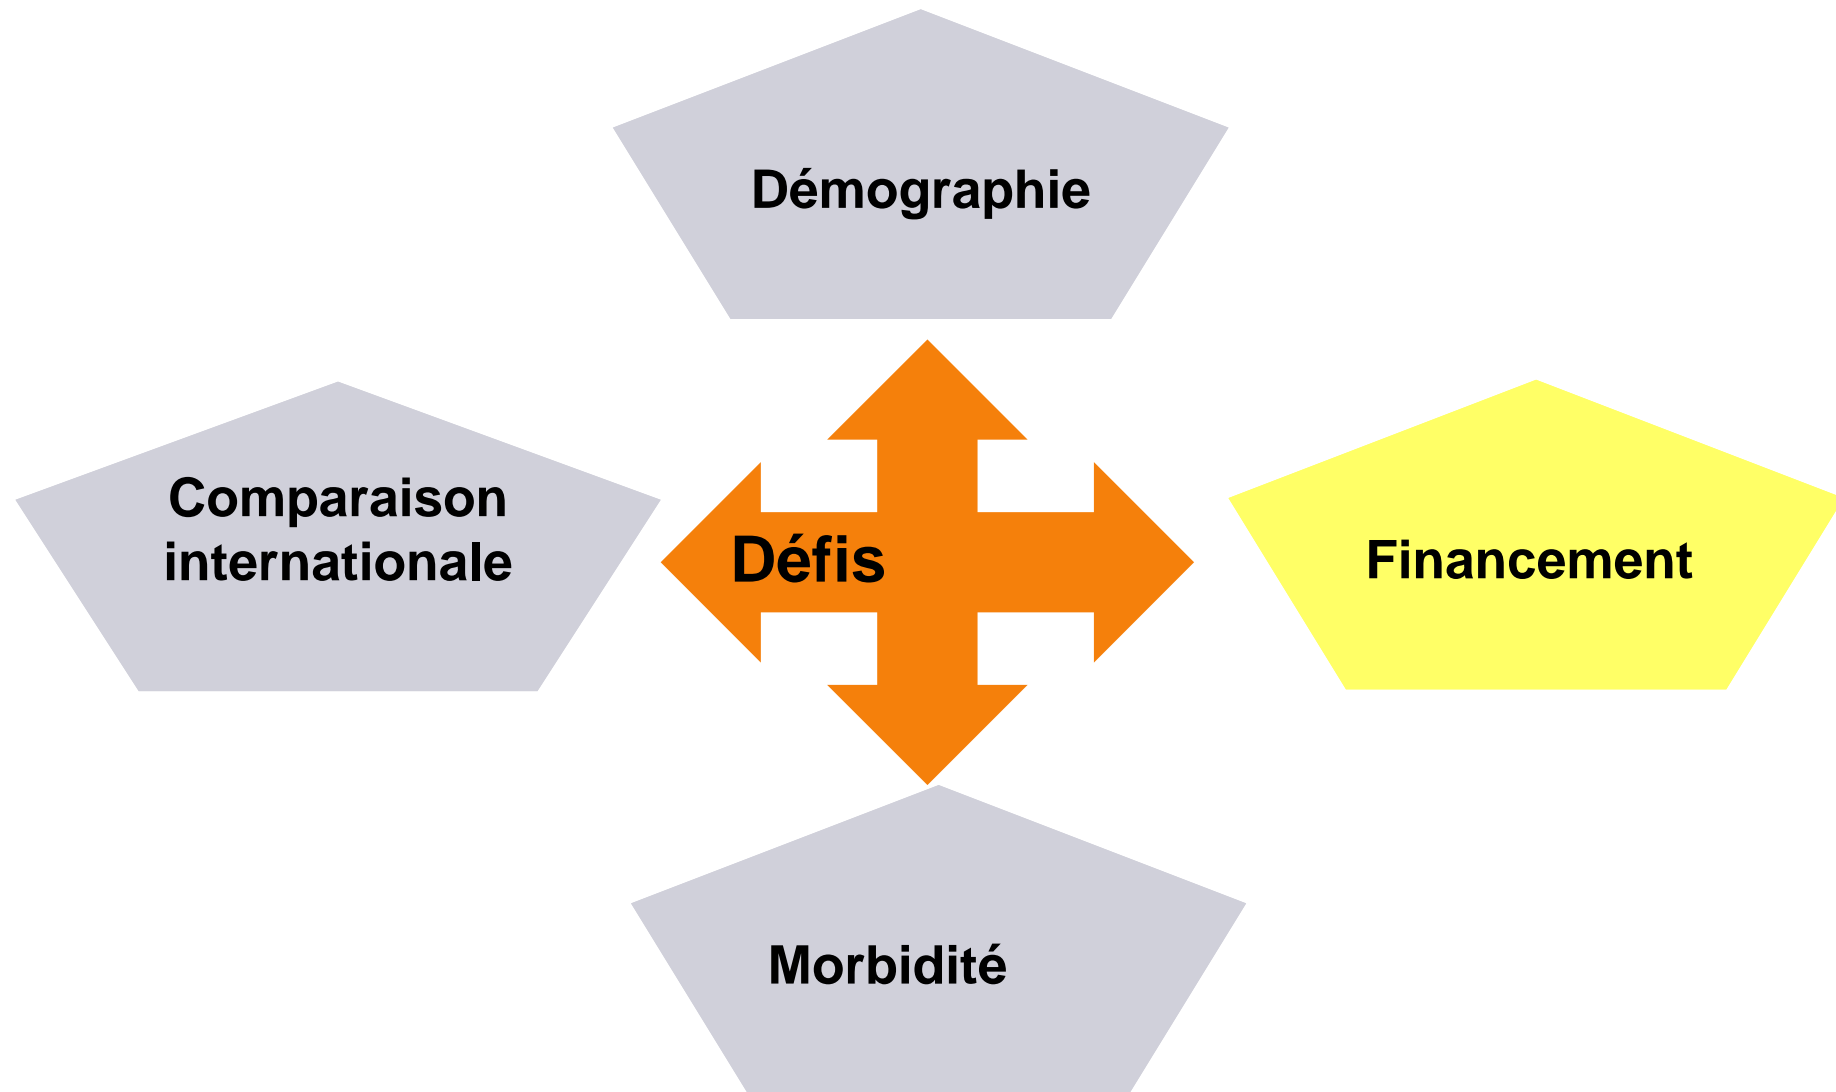 Démographie
Comparaison
internationale
Défis
Financement
Morbidité